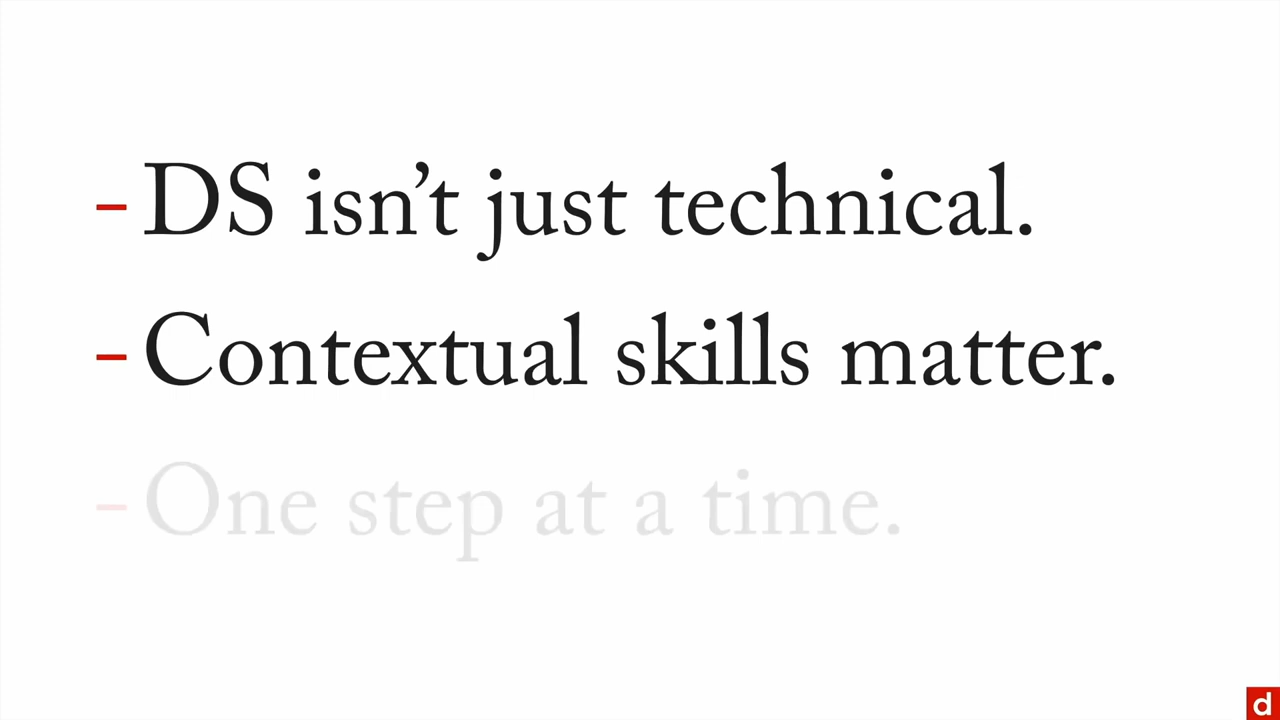 – DS isn’t just technical.
– Contextual skills matter.
– One step at a time.
d